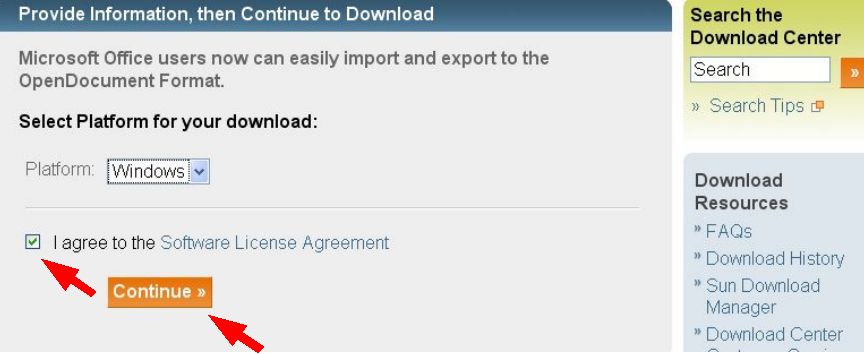 Provide Information, then Continue to Download
Microsoft Office users now can easily import and export to the
OpenDocument Format.
Select Platform for your download:
Platform: Windows
I agree to the Software License Agreement
Continue »
Search the
Download Center
Search »
» Search Tips
Download
Resources
» FAQs
» Download History
» Sun Download
Manager
» Download Center